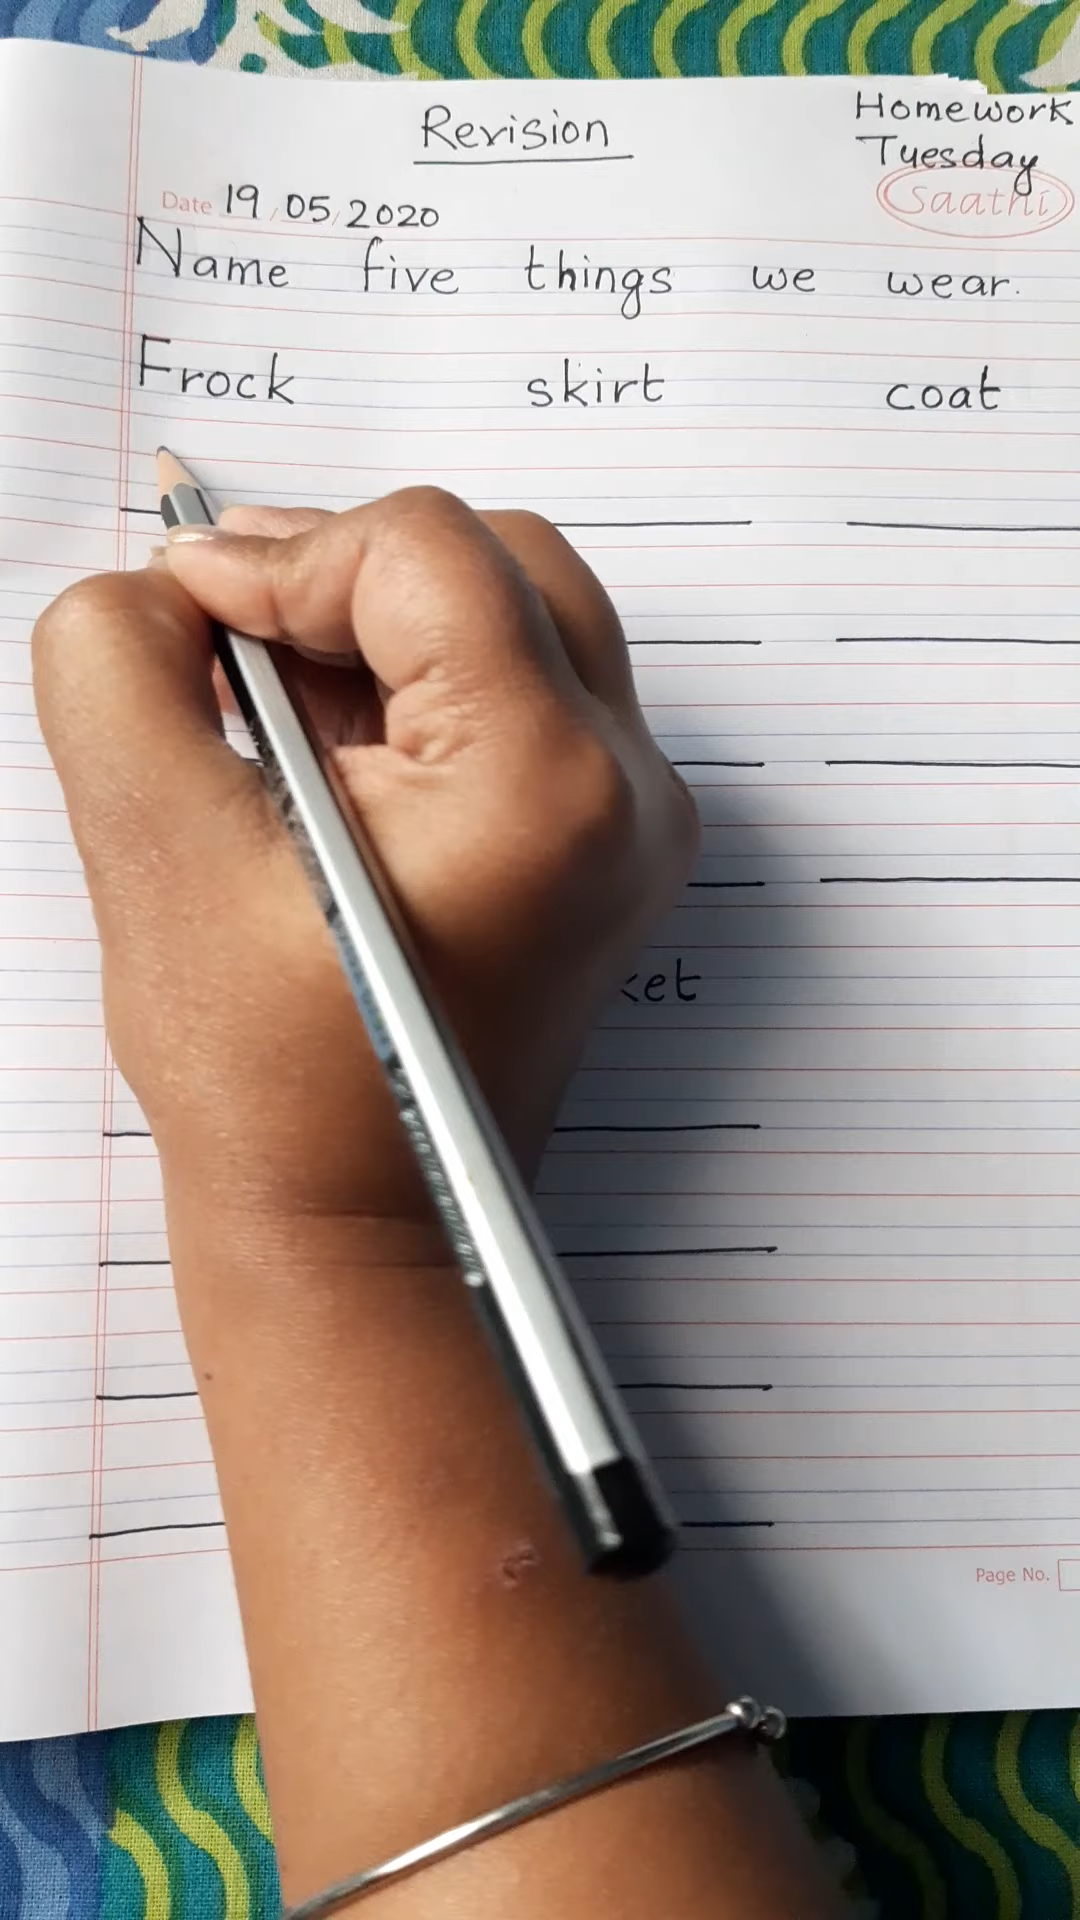 Revision
Homework
Tuesday
saathi
Date 19/05/2020
Name five things we wear.
Frock skirt coat
Page No.